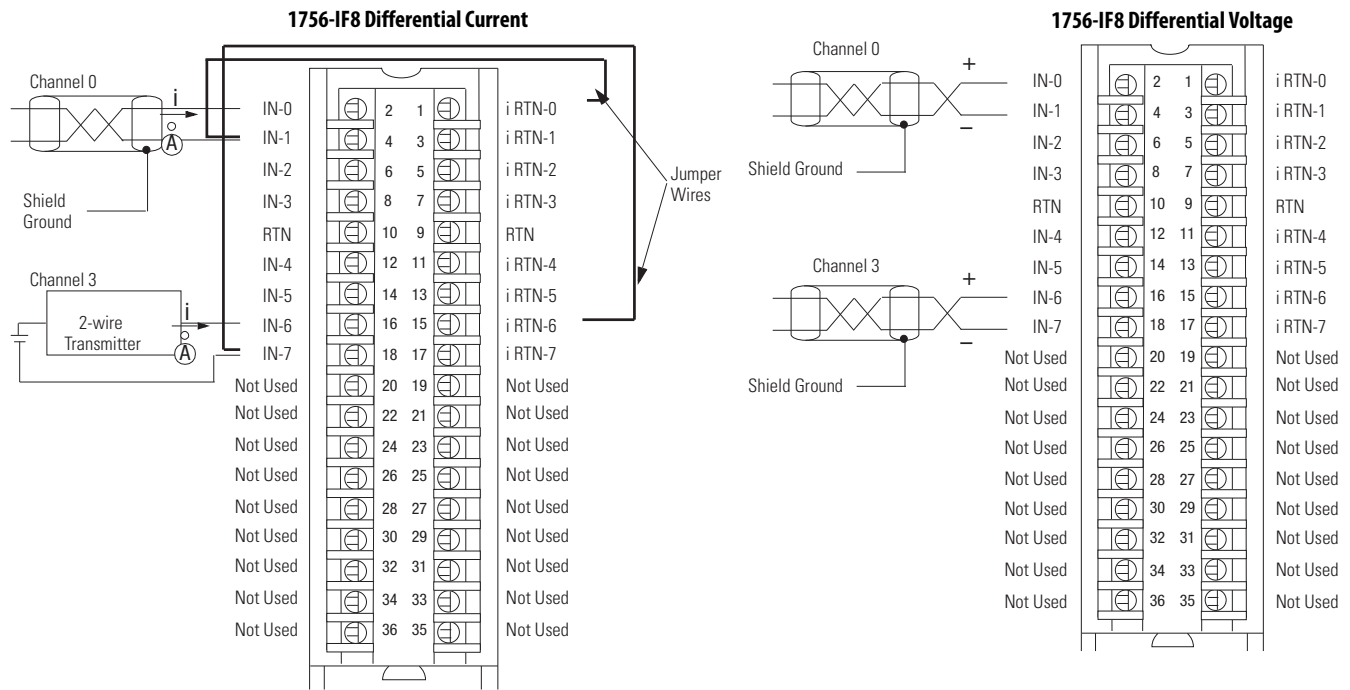 1756-IF8 Differential Current
Channel 0
i
A
Shield
Ground
Channel 3
2-wire
Transmitter
i
A
Jumper
Wires
IN-0 2 1 i RTN-0
IN-1 4 3 i RTN-1
IN-2 6 5 i RTN-2
IN-3 8 7 i RTN-3
RTN 10 9 RTN
IN-4 12 11 i RTN-4
IN-5 14 13 i RTN-5
IN-6 16 15 i RTN-6
IN-7 18 17 i RTN-7
Not Used 20 19 Not Used
Not Used 22 21 Not Used
Not Used 24 23 Not Used
Not Used 26 25 Not Used
Not Used 28 27 Not Used
Not Used 30 29 Not Used
Not Used 32 31 Not Used
Not Used 34 33 Not Used
Not Used 36 35 Not Used
1756-IF8 Differential Voltage
Channel 0
+
–
Shield Ground
Channel 3
+
–
Shield Ground
IN-0 2 1 i RTN-0
IN-1 4 3 i RTN-1
IN-2 6 5 i RTN-2
IN-3 8 7 i RTN-3
RTN 10 9 RTN
IN-4 12 11 i RTN-4
IN-5 14 13 i RTN-5
IN-6 16 15 i RTN-6
IN-7 18 17 i RTN-7
Not Used 20 19 Not Used
Not Used 22 21 Not Used
Not Used 24 23 Not Used
Not Used 26 25 Not Used
Not Used 28 27 Not Used
Not Used 30 29 Not Used
Not Used 32 31 Not Used
Not Used 34 33 Not Used
Not Used 36 35 Not Used